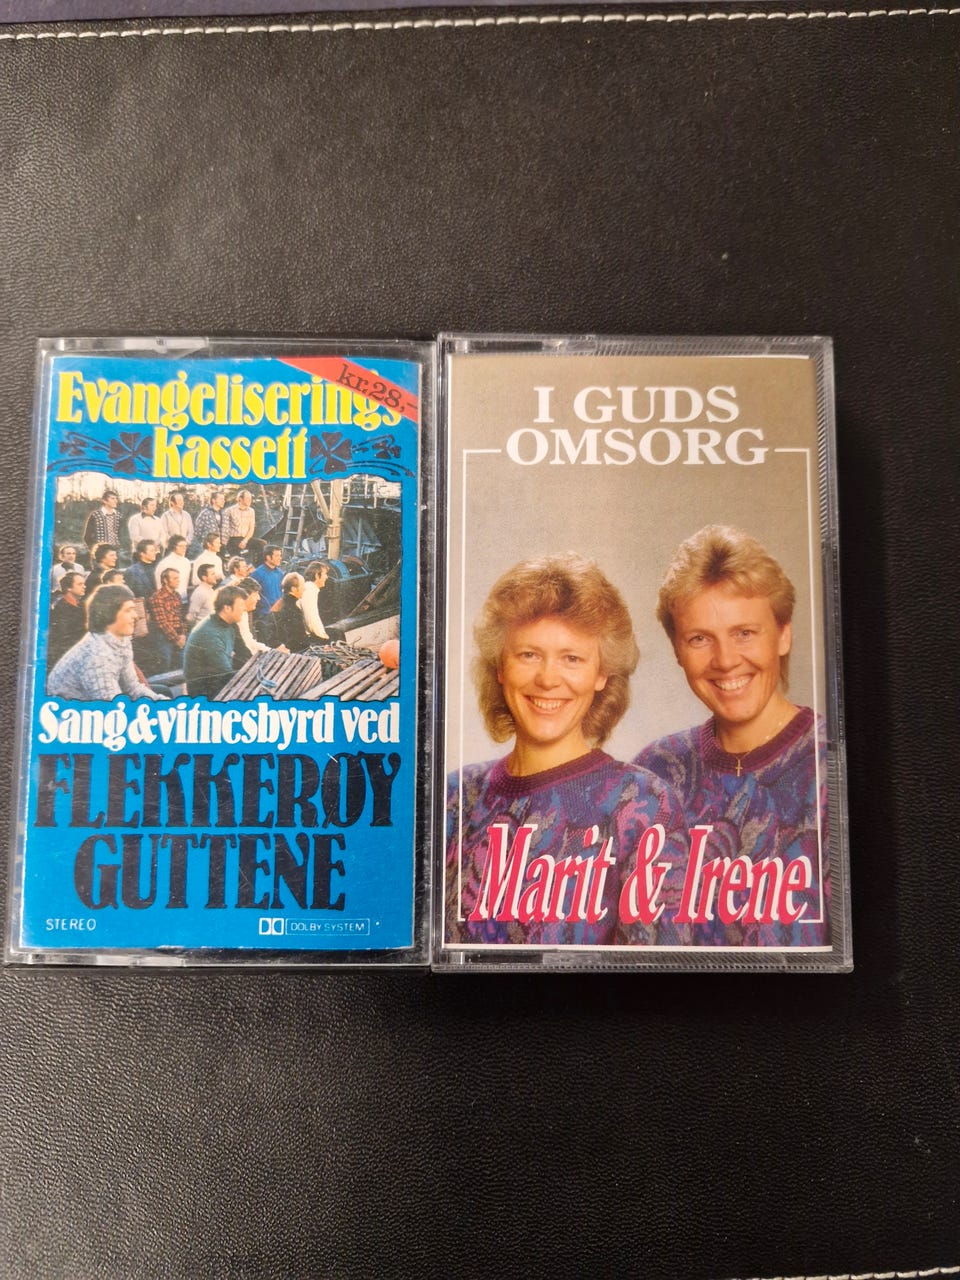 Evangeliserings
kassett
kr.28,-
Sang & vitnesbyrd ved
FLEKKERØY
GUTTENE
STEREO
DOLBY SYSTEM
I GUDS
OMSORG
Marit & Irene